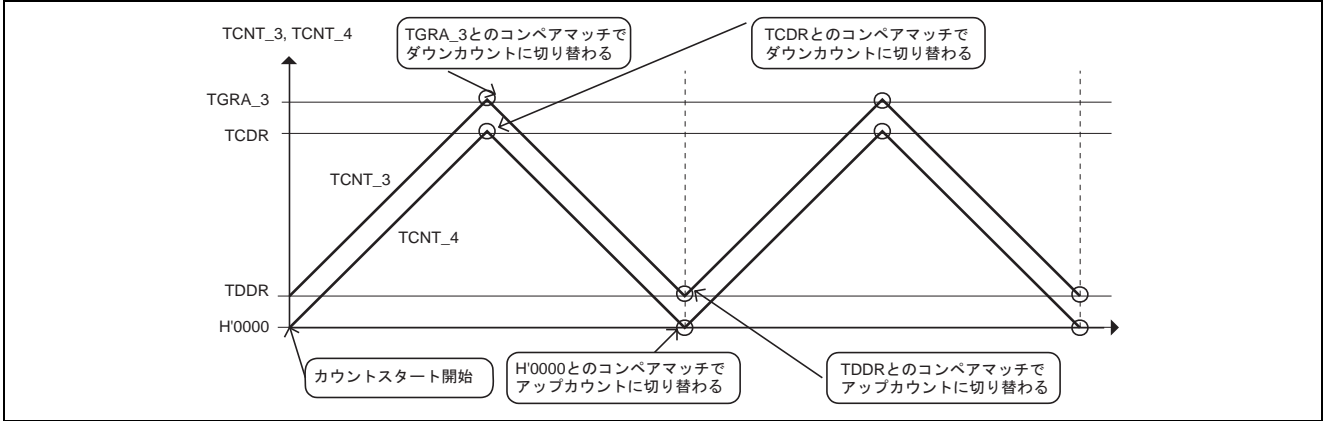 TCNT_3, TCNT_4
TGRA_3とのコンペアマッチで
ダウンカウントに切り替わる
TCDRとのコンペアマッチで
ダウンカウントに切り替わる
TGRA_3
TCDR
TCNT_3
TCNT_4
TDDR
H'0000
カウントスタート開始
H'0000とのコンペアマッチで
アップカウントに切り替わる
TDDRとのコンペアマッチで
アップカウントに切り替わる